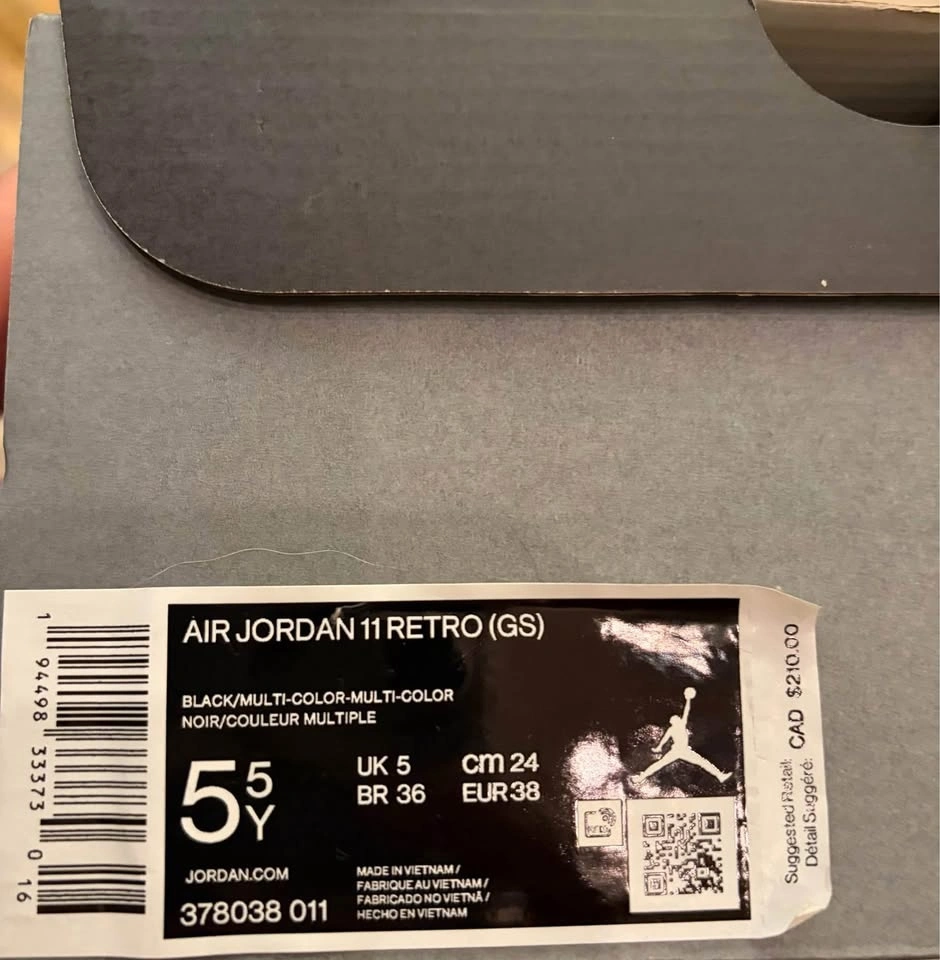 AIR JORDAN 11 RETRO (GS)
BLACK/MULTI-COLOR-MULTI-COLOR
NOIR/COULEUR MULTIPLE
5 5 Y
UK 5 cm 24
BR 36 EUR 38
JORDAN.COM
378038 011
MADE IN VIETNAM /
FABRIQUE AU VIETNAM /
FABRICADO NO VIETNÃ /
HECHO EN VIETNAM
1 94498 33373 0 16
Suggested Retail: CAD $210.00
Détail Suggéré: